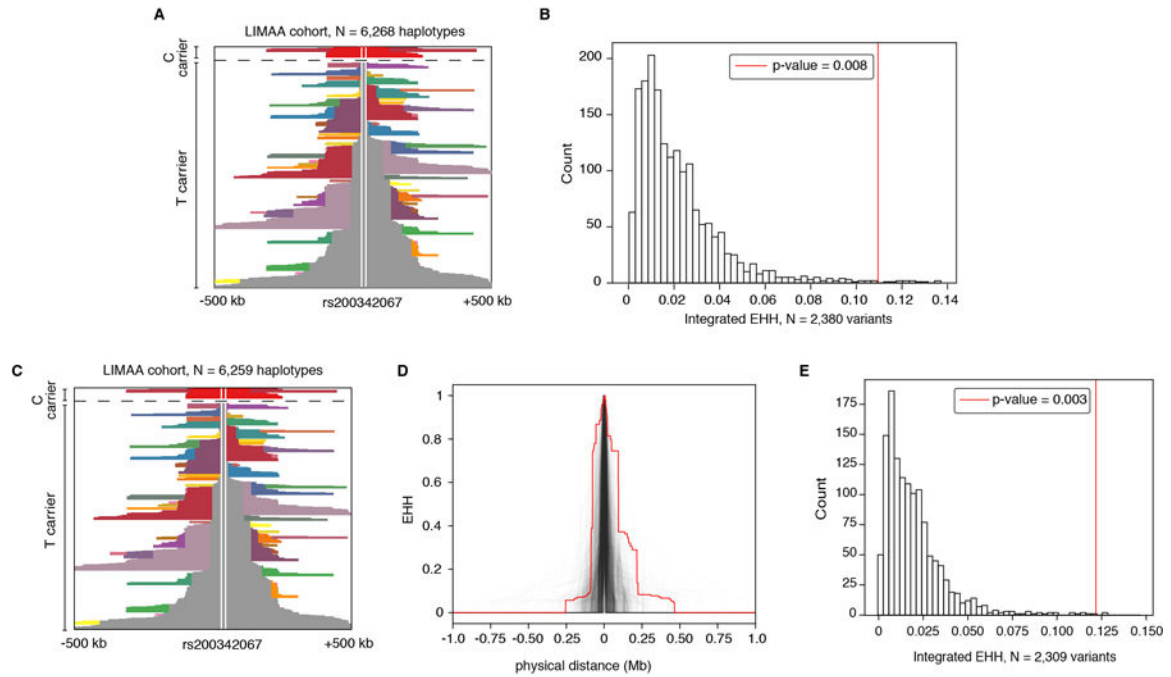 A
LIMAA cohort, N = 6,268 haplotypes
C
carrier
T carrier
-500 kb
rs200342067
+500 kb
B
p-value = 0.008
Count
200
150
100
50
0
0
0.02
0.04
0.06
0.08
0.10
0.12
0.14
Integrated EHH, N = 2,380 variants
C
LIMAA cohort, N = 6,259 haplotypes
C
carrier
T carrier
-500 kb
rs200342067
+500 kb
D
EHH
1
0.8
0.6
0.4
0.2
0
-1.0
-0.75
-0.50
0.25
0
0.25
0.50
0.75
1.0
physical distance (Mb)
E
p-value = 0.003
Count
175
150
125
100
75
50
25
0
0
0.025
0.050
0.075
0.100
0.125
0.150
Integrated EHH, N = 2,309 variants